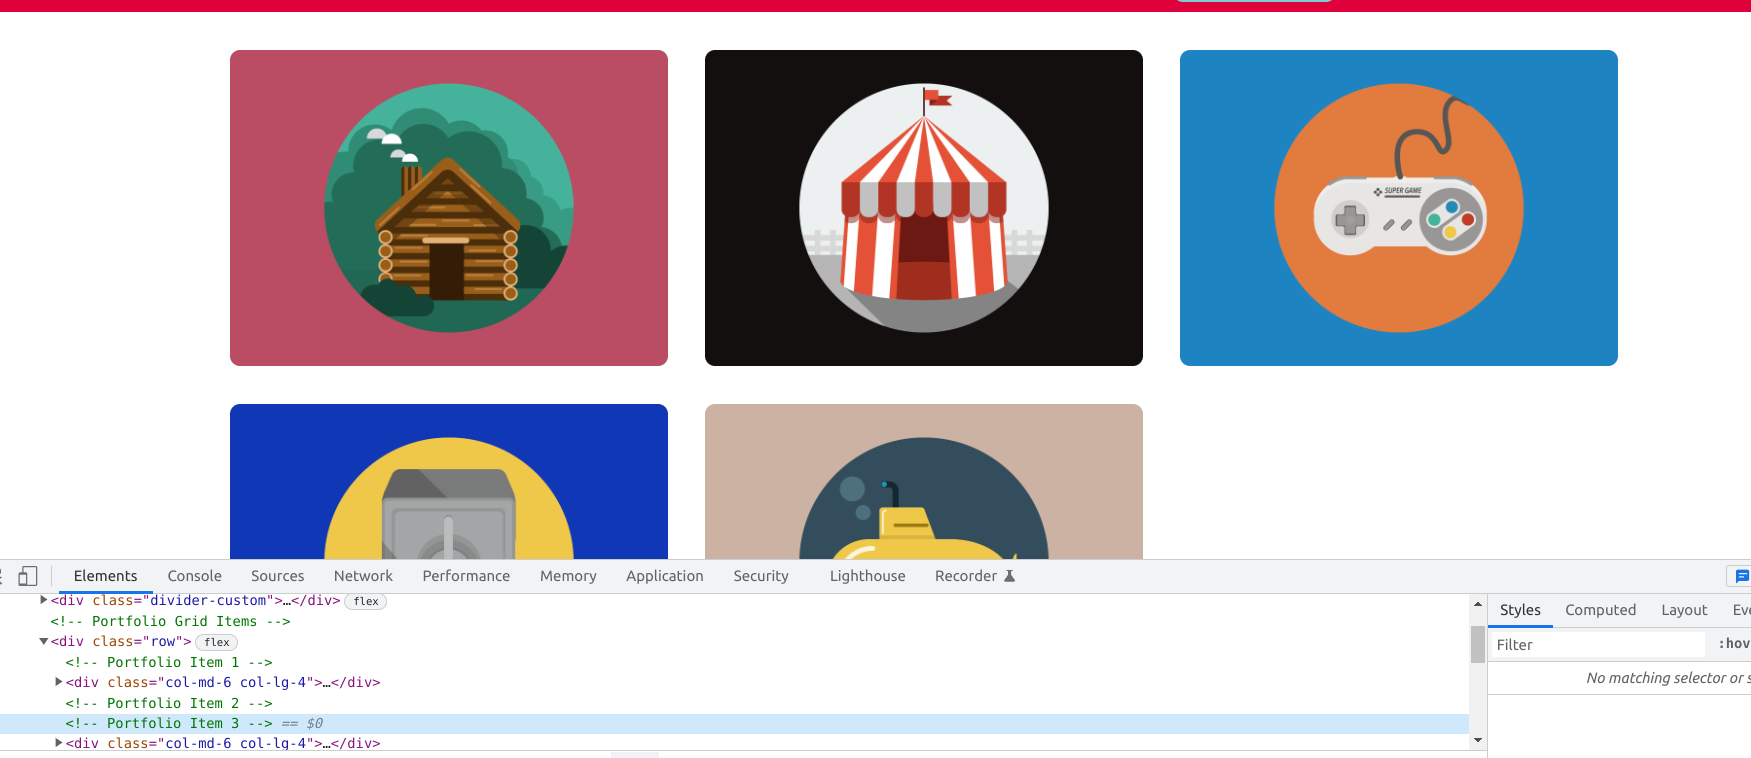 SUPER GAME
Elements Console Sources Network Performance Memory Application Security Lighthouse Recorder
<div class="divider-custom">…</div> flex
<!-- Portfolio Grid Items -->
<div class="row"> flex
<!-- Portfolio Item 1 -->
<div class="col-md-6 col-lg-4">…</div>
<!-- Portfolio Item 2 -->
<!-- Portfolio Item 3 --> == $0
<div class="col-md-6 col-lg-4">…</div>
Styles Computed Layout Eve
Filter :hov
No matching selector or s